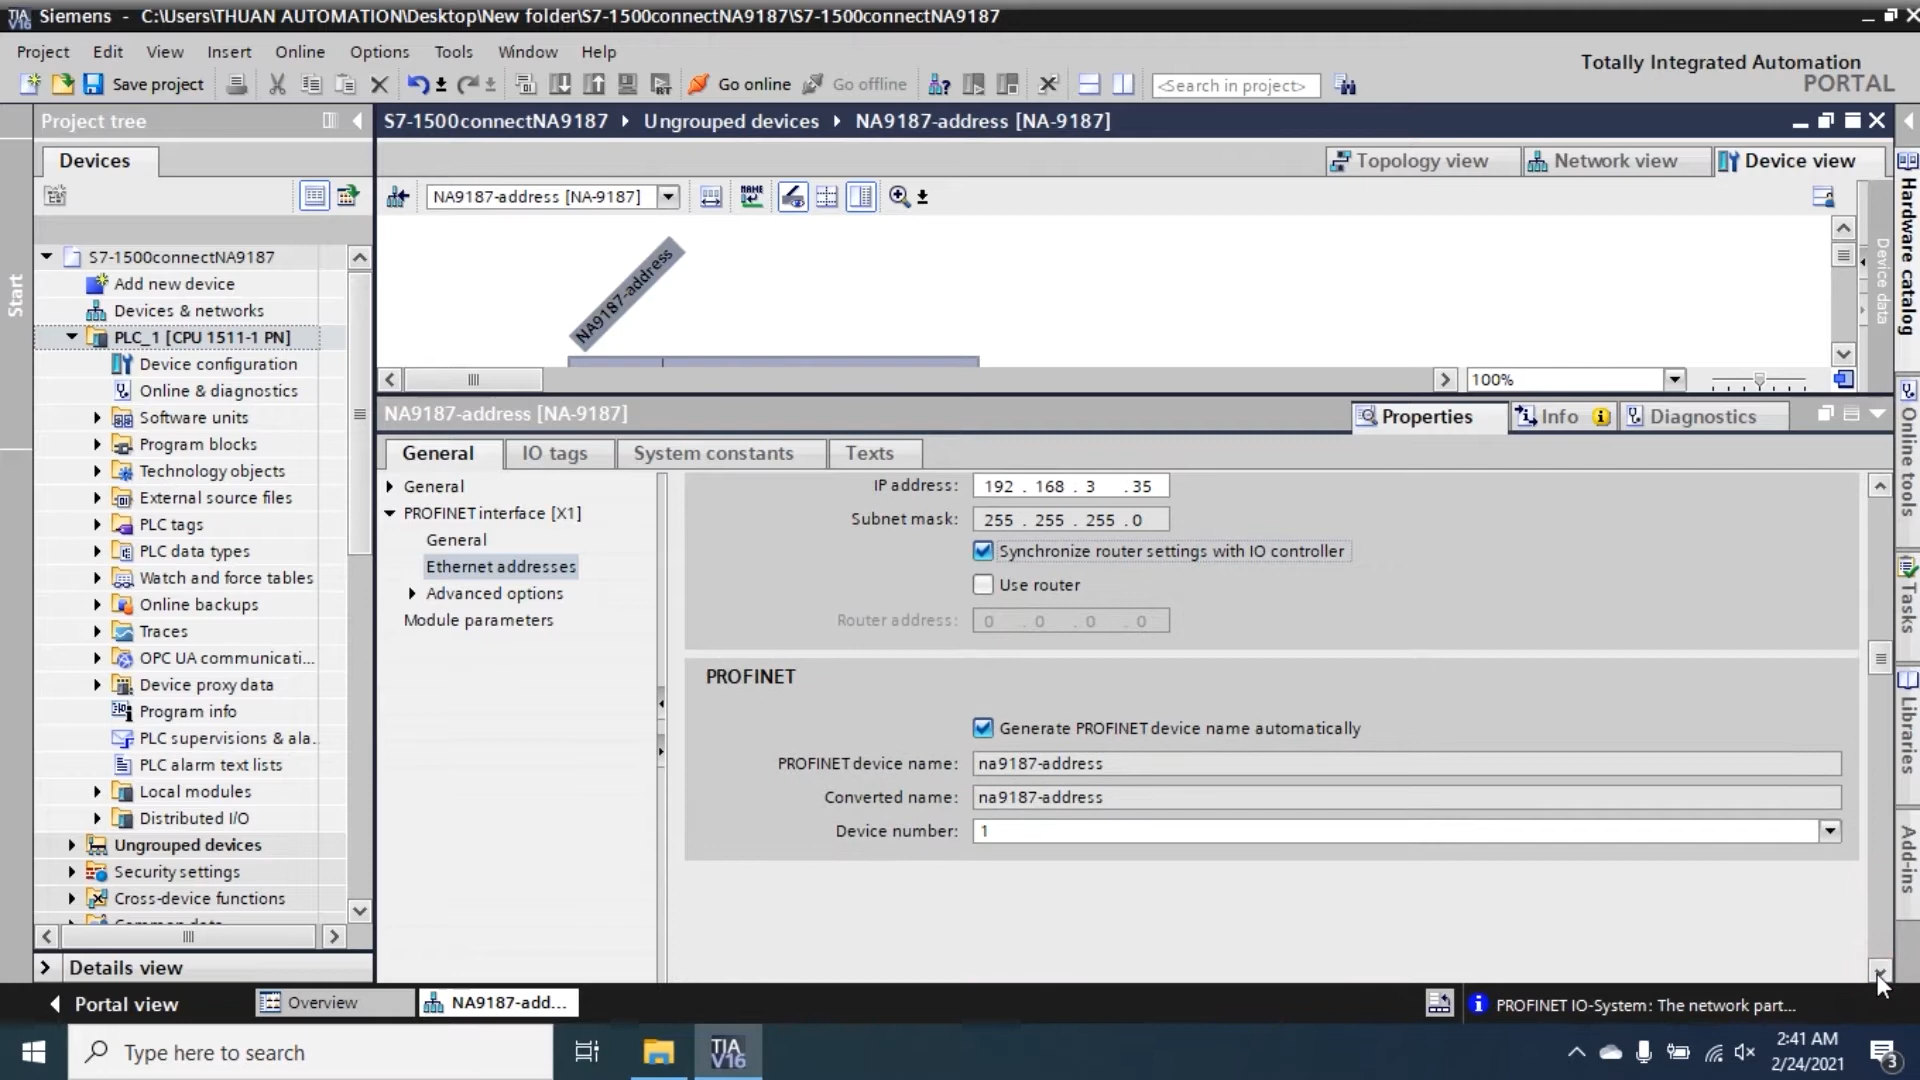 Siemens - C:\Users\THUAN AUTOMATION\Desktop\New folder\S7-1500connectNA9187\S7-1500connectNA9187
Project Edit View Insert Online Options Tools Window Help
Totally Integrated Automation
PORTAL
Save project
Go online
Go offline
<Search in project>
Project tree
S7-1500connectNA9187 Ungrouped devices NA9187-address [NA-9187]
Devices
Topology view
Network view
Device view
NA9187-address [NA-9187]
NAME
Start
S7-1500connectNA9187
Add new device
Devices & networks
PLC_1 [CPU 1511-1 PN]
Device configuration
Online & diagnostics
Software units
Program blocks
Technology objects
External source files
PLC tags
PLC data types
Watch and force tables
Online backups
Traces
OPC UA communicati...
Device proxy data
Program info
PLC supervisions & ala..
PLC alarm text lists
Local modules
Distributed I/O
Ungrouped devices
Security settings
Cross-device functions
Details view
NA9187-address
100%
Device data
NA9187-address [NA-9187]
Properties
Info
Diagnostics
General
IO tags
System constants
Texts
General
PROFINET interface [X1]
General
Ethernet addresses
Advanced options
Module parameters
IP address: 192 . 168 . 3 . 35
Subnet mask: 255 . 255 . 255 . 0
Synchronize router settings with IO controller
Use router
Router address: 0 . 0 . 0 . 0
PROFINET
Generate PROFINET device name automatically
PROFINET device name: na9187-address
Converted name: na9187-address
Device number: 1
Hardware catalog
Online tools
Tasks
Libraries
Add-ins
Portal view
Overview
NA9187-add...
PROFINET IO-System: The network part...
Type here to search
TIA
V16
2:41 AM
2/24/2021
3